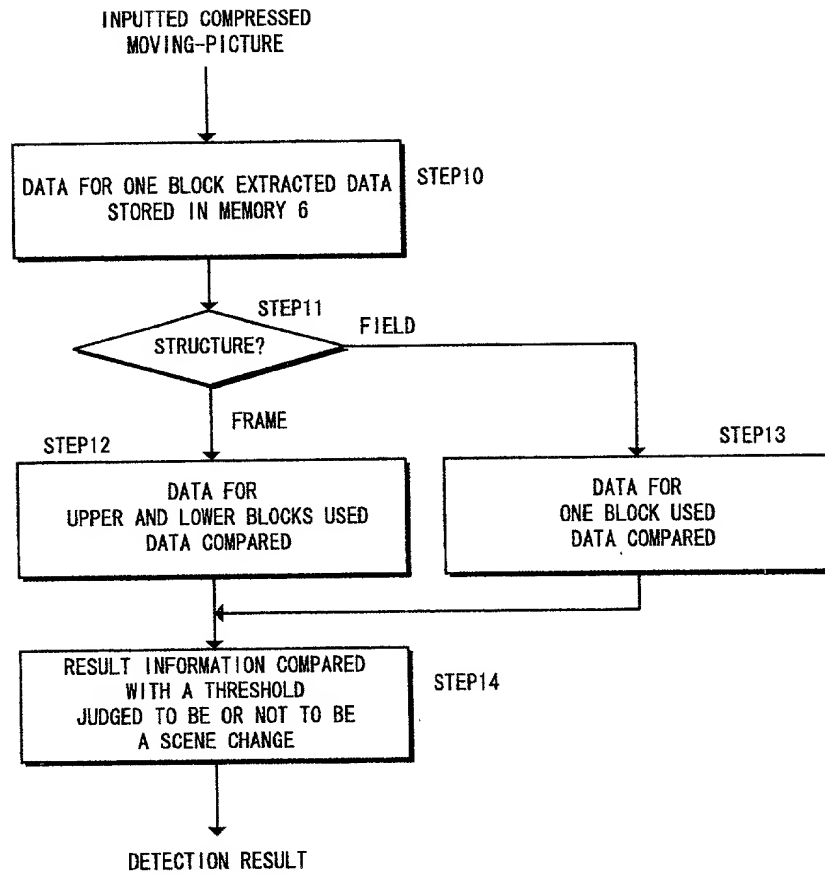 INPUTTED COMPRESSED
MOVING-PICTURE
DATA FOR ONE BLOCK EXTRACTED DATA
STORED IN MEMORY 6
STEP10
STEP11
STRUCTURE?
FIELD
FRAME
STEP12
DATA FOR
UPPER AND LOWER BLOCKS USED
DATA COMPARED
STEP13
DATA FOR
ONE BLOCK USED
DATA COMPARED
RESULT INFORMATION COMPARED
WITH A THRESHOLD
JUDGED TO BE OR NOT TO BE
A SCENE CHANGE
STEP14
DETECTION RESULT